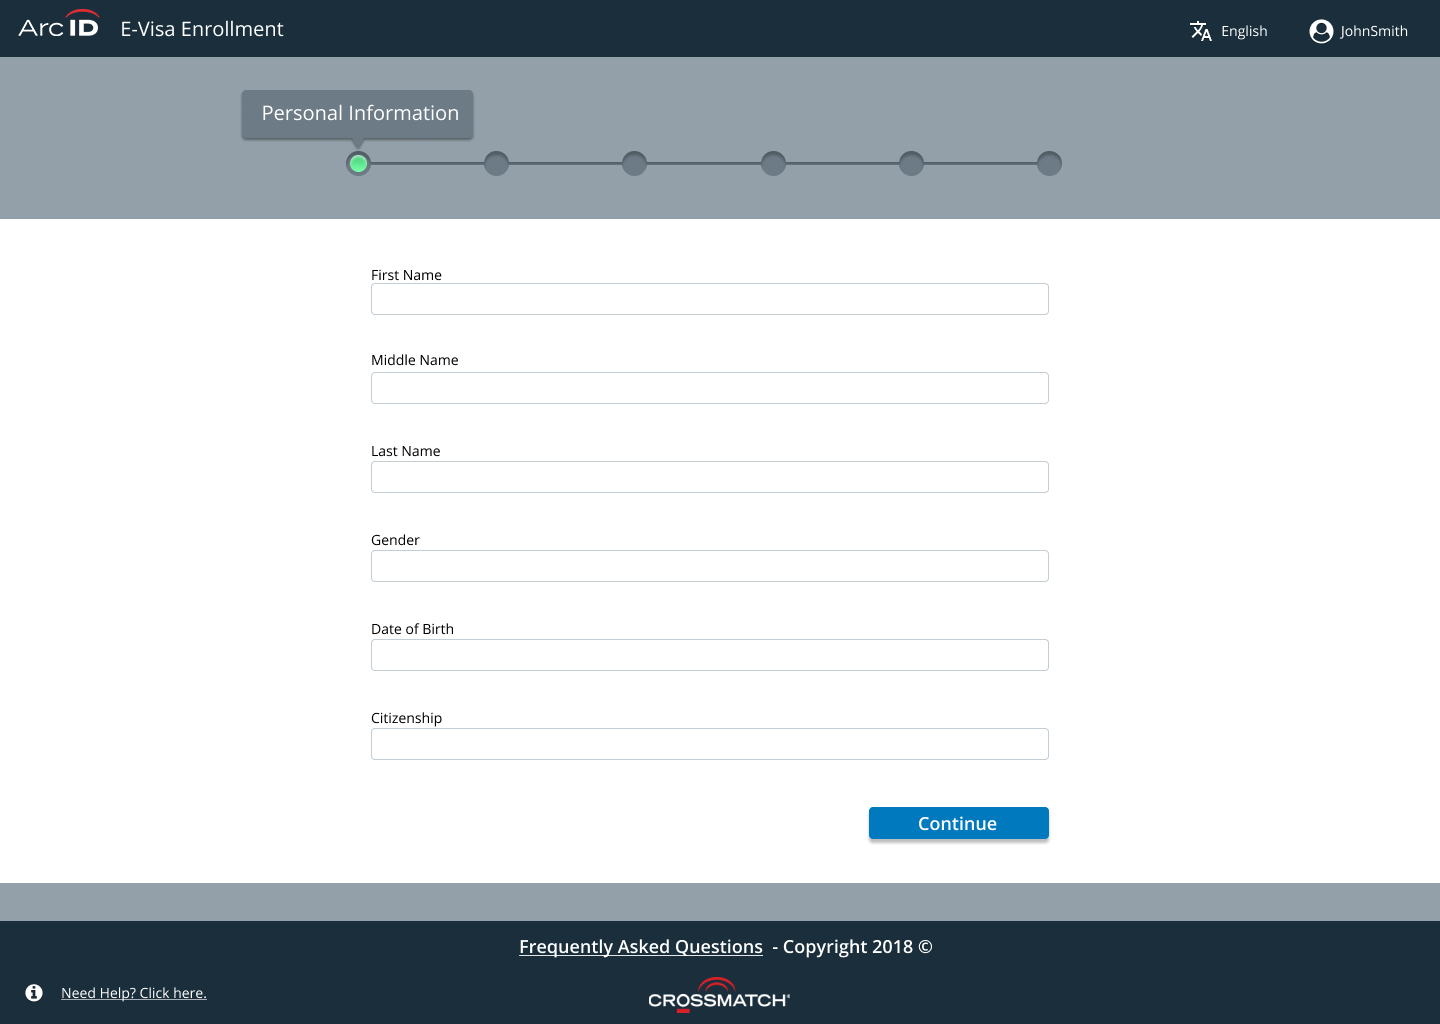 Arc ID
E-Visa Enrollment
English
JohnSmith
Personal Information
First Name
Middle Name
Last Name
Gender
Date of Birth
Citizenship
Continue
Frequently Asked Questions - Copyright 2018 ©
Need Help? Click here.
CROSSMATCH®